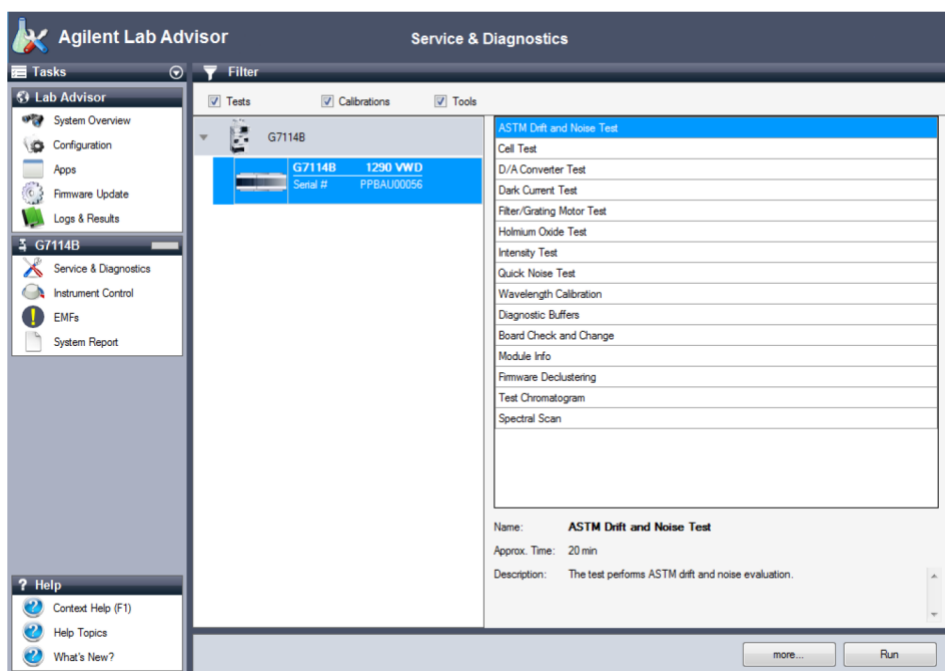 Agilent Lab Advisor
Service & Diagnostics
Tasks
Filter
Lab Advisor
System Overview
Configuration
Apps
Firmware Update
Logs & Results
G7114B
Service & Diagnostics
Instrument Control
EMFs
System Report
Help
Context Help (F1)
Help Topics
What's New?
Tests
Calibrations
Tools
G7114B
G7114B 1290 VWD
Serial # PPBAU00056
ASTM Drift and Noise Test
Cell Test
D/A Converter Test
Dark Current Test
Filter/Grating Motor Test
Holmium Oxide Test
Intensity Test
Quick Noise Test
Wavelength Calibration
Diagnostic Buffers
Board Check and Change
Module Info
Firmware Declustering
Test Chromatogram
Spectral Scan
Name: ASTM Drift and Noise Test
Approx. Time: 20 min
Description: The test performs ASTM drift and noise evaluation.
more...
Run